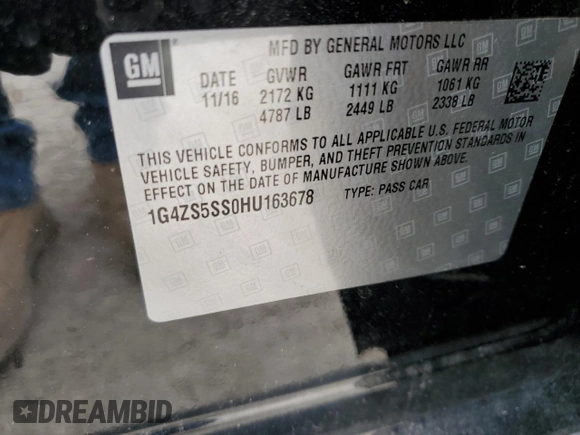 GM
MFD BY GENERAL MOTORS LLC
DATE GVWR GAWR FRT GAWR RR
11/16 2172 KG 1111 KG 1061 KG
4787 LB 2449 LB 2338 LB
THIS VEHICLE CONFORMS TO ALL APPLICABLE U.S. FEDERAL MOTOR
VEHICLE SAFETY, BUMPER, AND THEFT PREVENTION STANDARDS IN
EFFECT ON THE DATE OF MANUFACTURE SHOWN ABOVE.
1G4ZS5SS0HU163678 TYPE: PASS CAR
DREAMBID